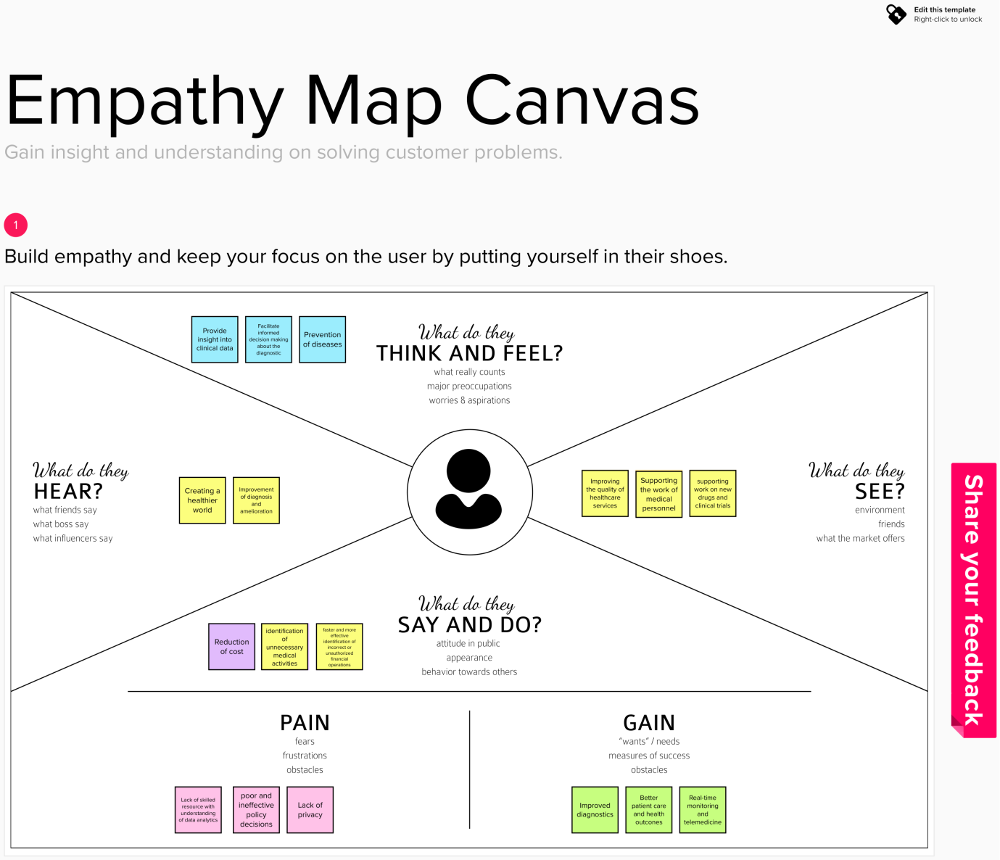 Edit this template
Right-click to unlock
Empathy Map Canvas
Gain insight and understanding on solving customer problems.
1
Build empathy and keep your focus on the user by putting yourself in their shoes.
Provide
insight into
clinical data
Facilitate
informed
decision making
about the
diagnostic
Prevention
of diseases
What do they
THINK AND FEEL?
what really counts
major preoccupations
worries & aspirations
What do they
HEAR?
what friends say
what boss say
what influencers say
Creating a
healthier
world
Improvement
of diagnosis
and
amelioration
Improving
the quality of
healthcare
services
Supporting
the work of
medical
personnel
supporting
work on new
drugs and
clinical trials
What do they
SEE?
environment
friends
what the market offers
Share your feedback
What do they
SAY AND DO?
attitude in public
appearance
behavior towards others
Reduction
of cost
identification
of
unnecessary
medical
activities
faster and more
effective
identification of
incorrect or
unauthorized
financial
operations
PAIN
fears
frustrations
obstacles
Lack of skilled
resource with
understanding
of data analytics
poor and
ineffective
policy
decisions
Lack of
privacy
GAIN
"wants" / needs
measures of success
obstacles
Improved
diagnostics
Better
patient care
and health
outcomes
Real-time
monitoring
and
telemedicine